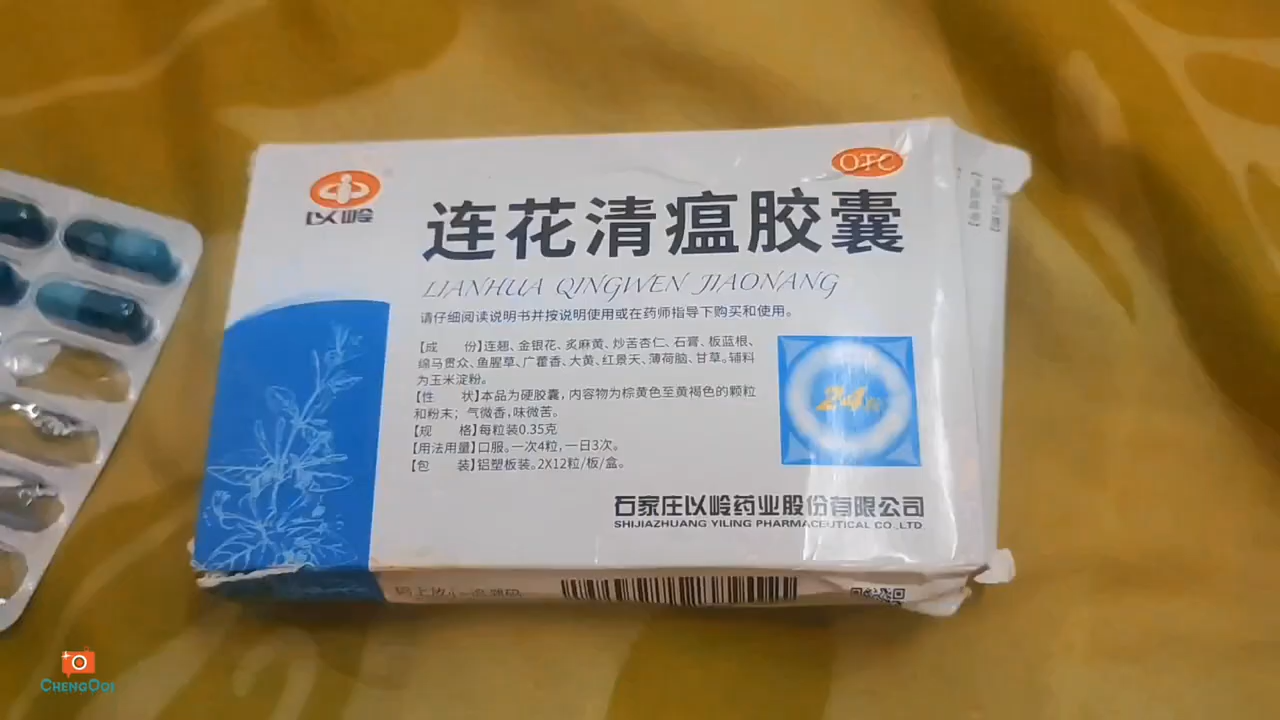 以岭
OTC
连花清瘟胶囊
LIANHUA QINGWEN JIAONANG
请仔细阅读说明书并按说明使用或在药师指导下购买和使用。
【成 份】连翘、金银花、炙麻黄、炒苦杏仁、石膏、板蓝根、
绵马贯众、鱼腥草、广藿香、大黄、红景天、薄荷脑、甘草。辅料
为玉米淀粉。
【性 状】本品为硬胶囊，内容物为棕黄色至黄褐色的颗粒
和粉末；气微香，味微苦。
【规 格】每粒装0.35克
【用法用量】口服。一次4粒，一日3次。
【包 装】铝塑板装。2X12粒/板/盒。
24粒
石家庄以岭药业股份有限公司
SHIJIAZHUANG YILING PHARMACEUTICAL CO.,LTD
CHENGOOI